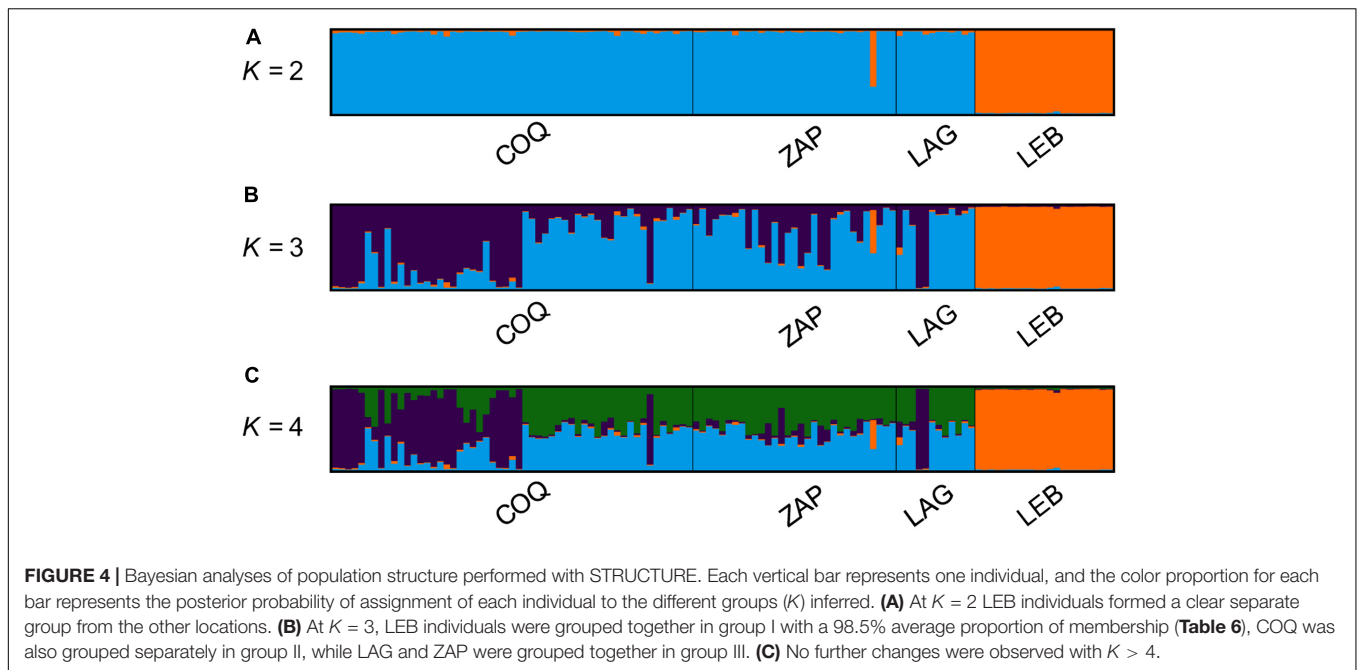 A
K = 2
COQ
ZAP
LAG
LEB
B
K = 3
COQ
ZAP
LAG
LEB
C
K = 4
COQ
ZAP
LAG
LEB
FIGURE 4 | Bayesian analyses of population structure performed with STRUCTURE. Each vertical bar represents one individual, and the color proportion for each
bar represents the posterior probability of assignment of each individual to the different groups (K) inferred. (A) At K = 2 LEB individuals formed a clear separate
group from the other locations. (B) At K = 3, LEB individuals were grouped together in group I with a 98.5% average proportion of membership (Table 6), COQ was
also grouped separately in group II, while LAG and ZAP were grouped together in group III. (C) No further changes were observed with K > 4.